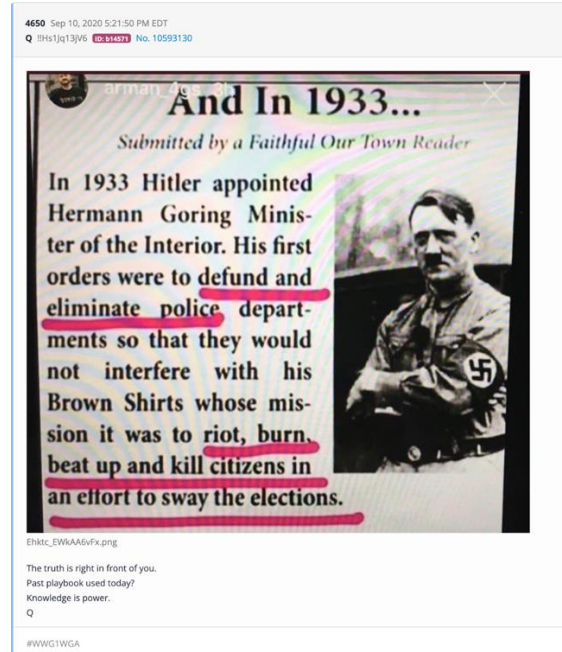 4650 Sep 10, 2020 5:21:50 PM EDT
Q !!Hs1Jq13jV6 ID: b14571 No. 10593130
arman_4gs 3h
And In 1933...
Submitted by a Faithful Our Town Reader
In 1933 Hitler appointed
Hermann Goring Minis-
ter of the Interior. His first
orders were to defund and
eliminate police depart-
ments so that they would
not interfere with his
Brown Shirts whose mis-
sion it was to riot, burn,
beat up and kill citizens in
an effort to sway the elections.
Ehktc_EWkAA6vFx.png
The truth is right in front of you.
Past playbook used today?
Knowledge is power.
Q
#WWG1WGA